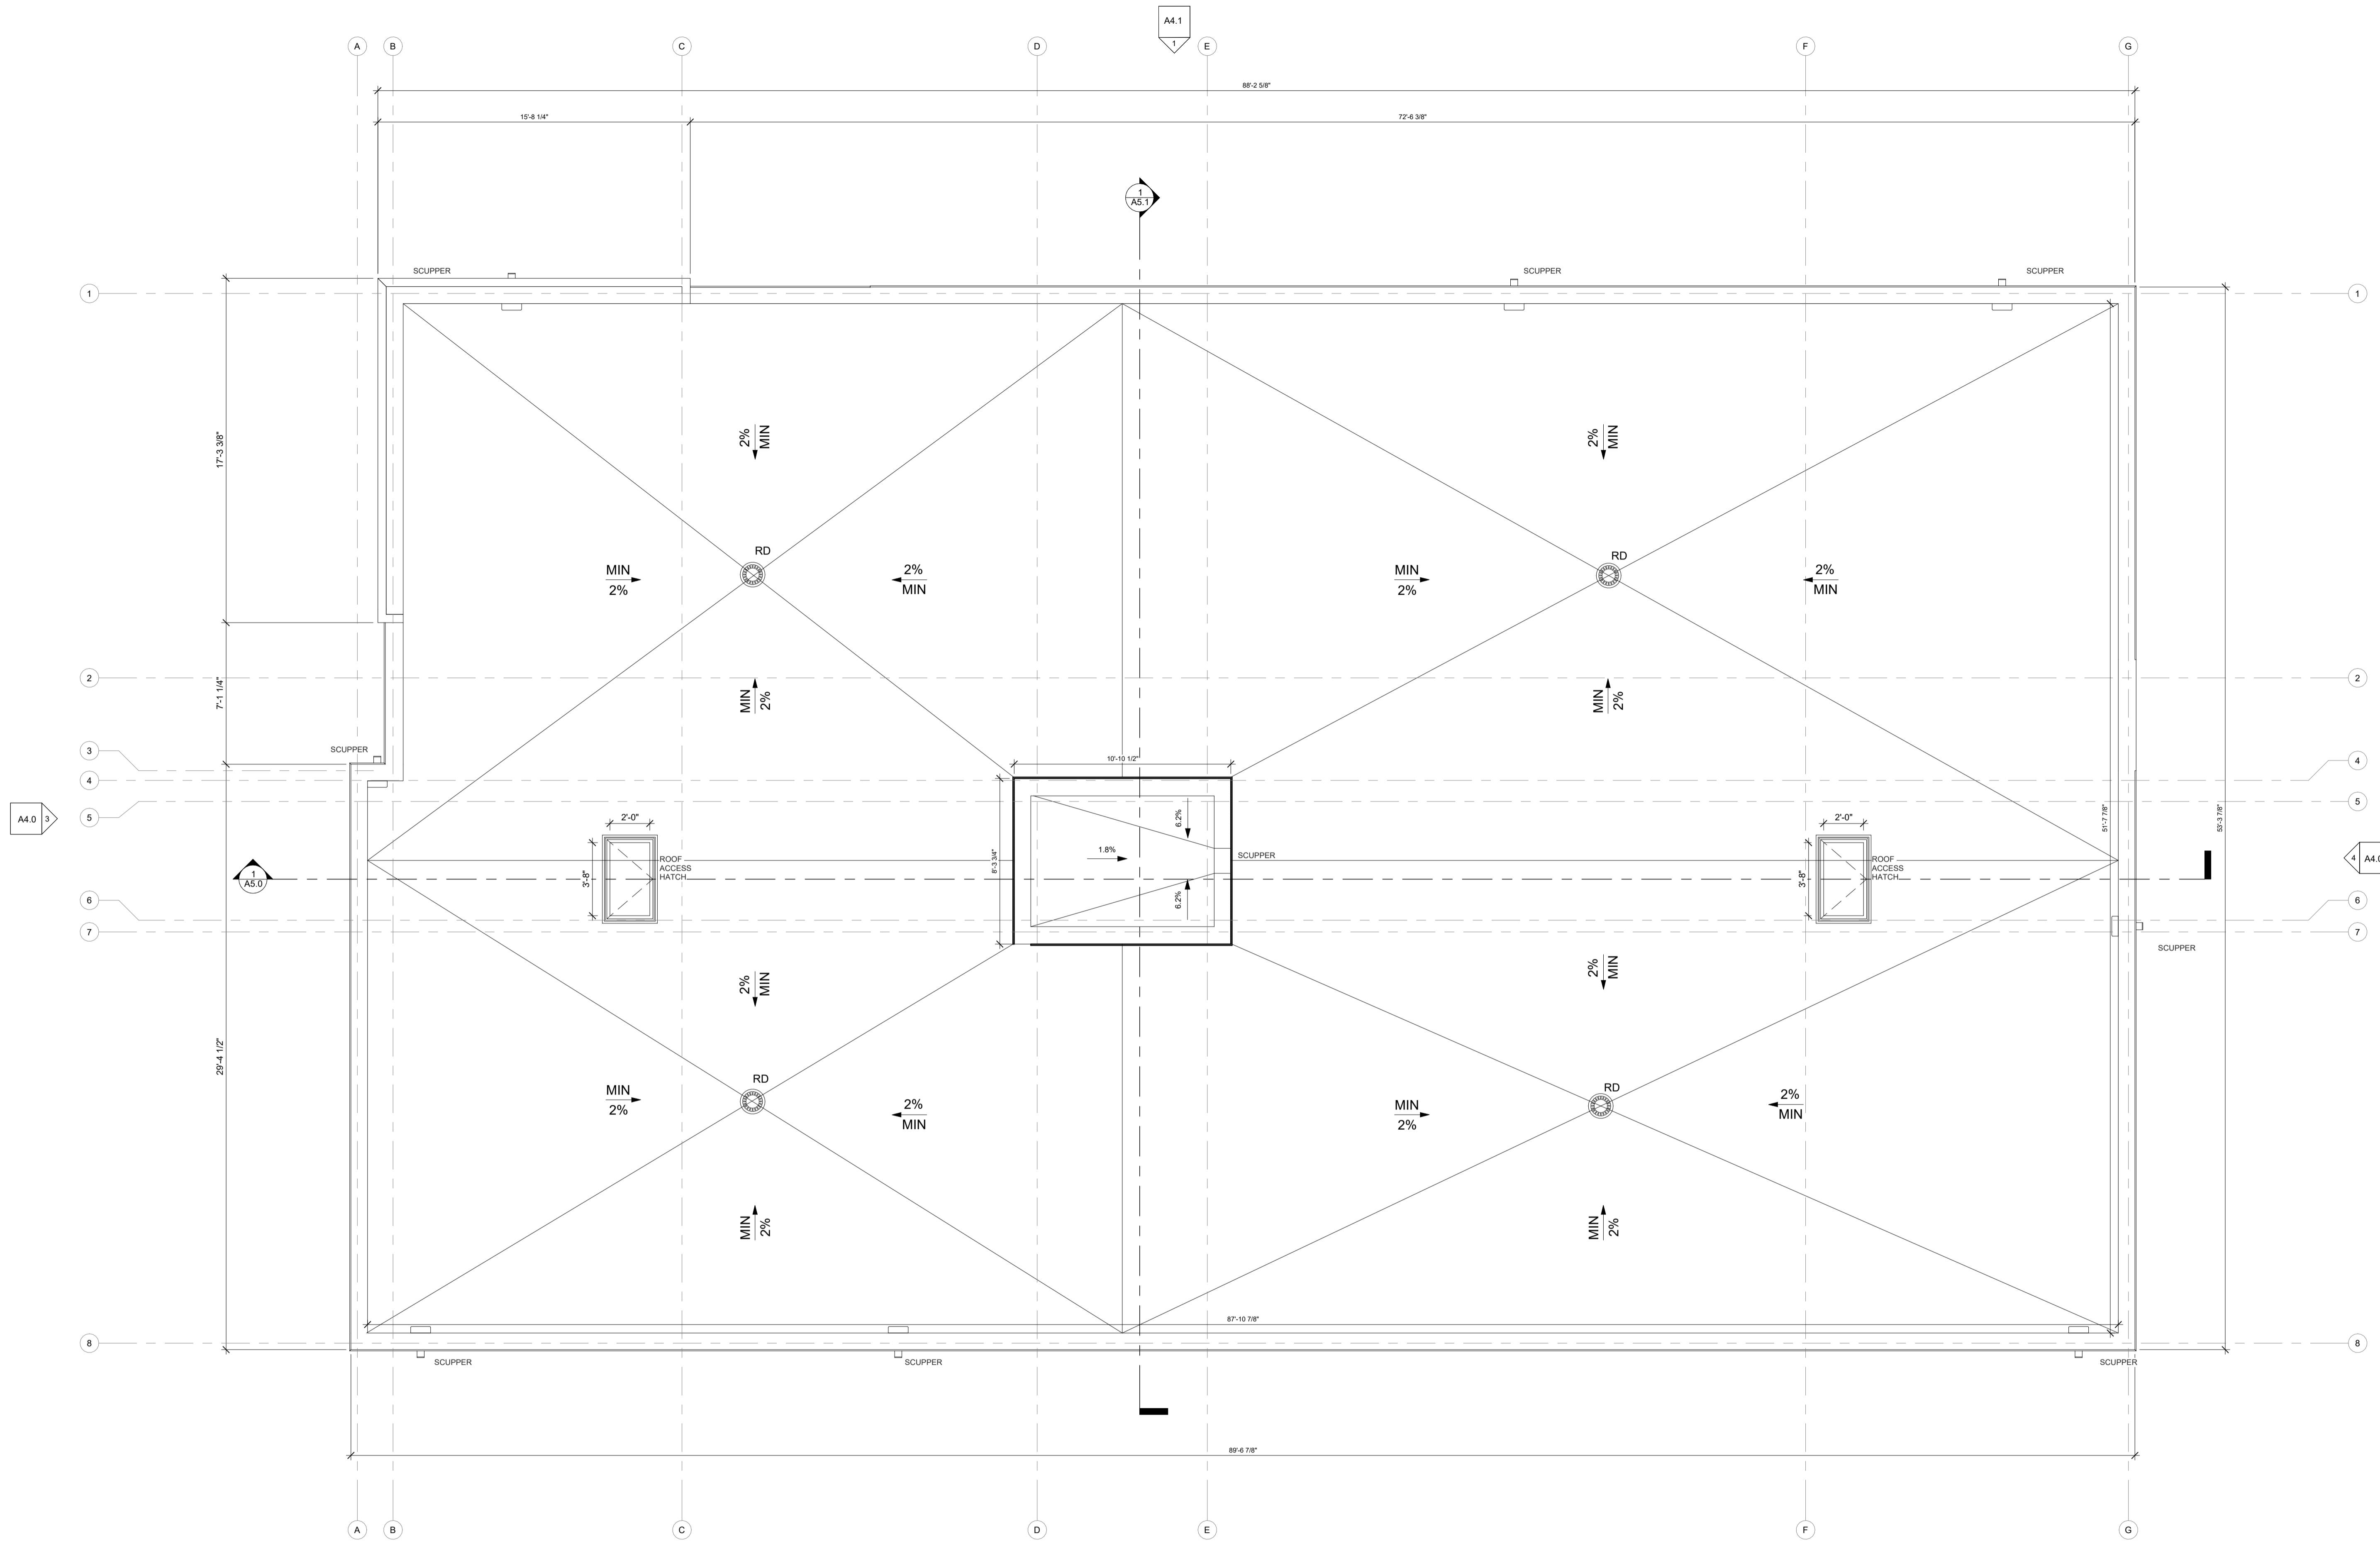 A4.1
1
A
B
C
D
E
F
G
88'-2 5/8"
15'-8 1/4"
72'-6 3/8"
1
A5.1
SCUPPER
SCUPPER
SCUPPER
1
1
17'-3 3/8"
2%
MIN
2%
MIN
RD
RD
MIN
2%
2%
MIN
MIN
2%
2%
MIN
2
2
7'-1 1/4"
MIN
2%
MIN
2%
SCUPPER
3
4
4
5
5
10'-10 1/2"
A4.0
3
2'-0"
2'-0"
6.2%
51'-7 7/8"
53'-3 7/8"
1.8%
8'-3 3/4"
SCUPPER
ROOF
ACCESS
HATCH
ROOF
ACCESS
HATCH
4
A4.0
1
A5.0
3'-8"
3'-8"
6.2%
6
6
7
7
SCUPPER
2%
MIN
2%
MIN
29'-4 1/2"
RD
RD
MIN
2%
2%
MIN
MIN
2%
2%
MIN
MIN
2%
MIN
2%
87'-10 7/8"
8
8
SCUPPER
SCUPPER
SCUPPER
89'-6 7/8"
A
B
C
D
E
F
G